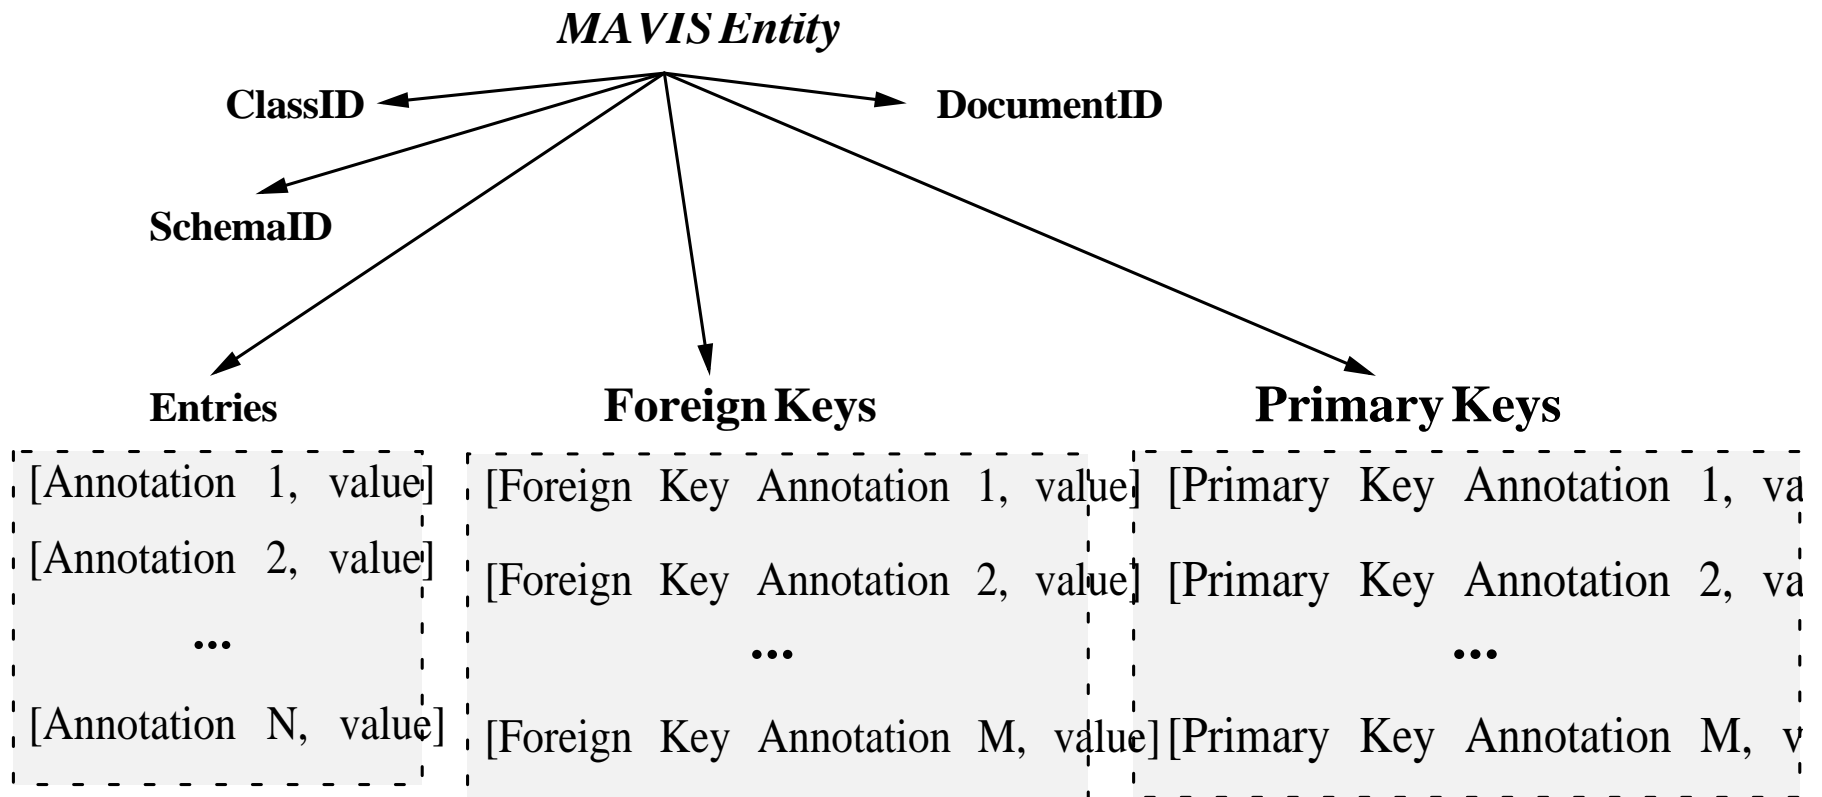 MAVIS Entity
ClassID
DocumentID
SchemaID
Entries
Foreign Keys
Primary Keys
[Annotation 1, value]
[Foreign Key Annotation 1, value]
[Primary Key Annotation 1, va
[Annotation 2, value]
[Foreign Key Annotation 2, value]
[Primary Key Annotation 2, va
...
...
...
[Annotation N, value]
[Foreign Key Annotation M, value]
[Primary Key Annotation M, v